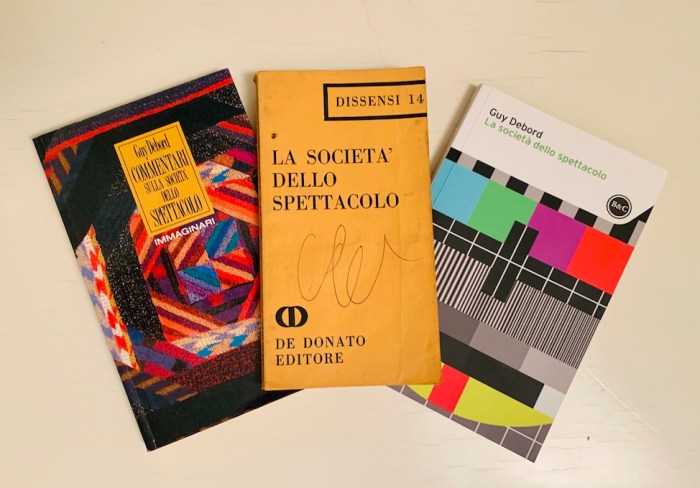 Guy Debord
COMMENTARI
SULLA SOCIETÀ
DELLO
SPETTACOLO
IMMAGINARI
DISSENSI 14
LA SOCIETA'
DELLO
SPETTACOLO
DE DONATO
EDITORE
Guy Debord
La società dello spettacolo
B&C